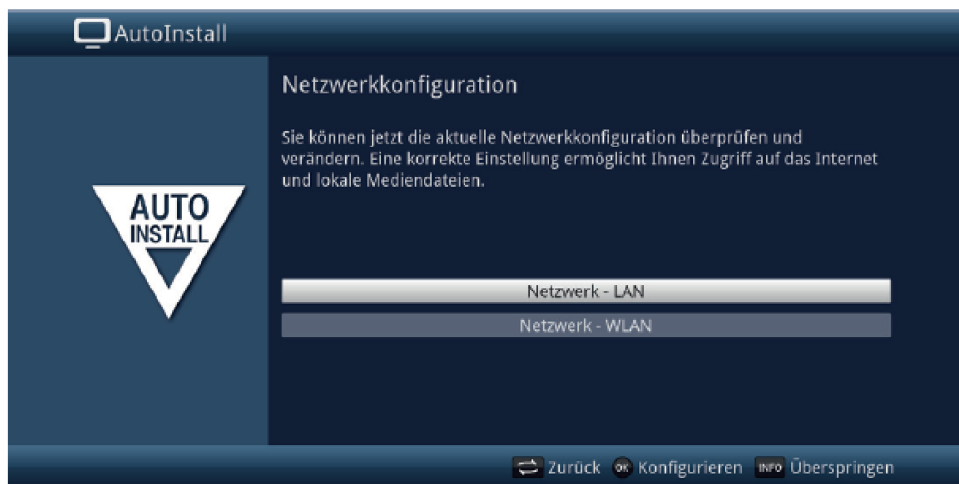 AutoInstall
Netzwerkkonfiguration
Sie können jetzt die aktuelle Netzwerkkonfiguration überprüfen und
verändern. Eine korrekte Einstellung ermöglicht Ihnen Zugriff auf das Internet
und lokale Mediendateien.
AUTO
INSTALL
Netzwerk - LAN
Netzwerk - WLAN
Zurück OK Konfigurieren INFO Überspringen